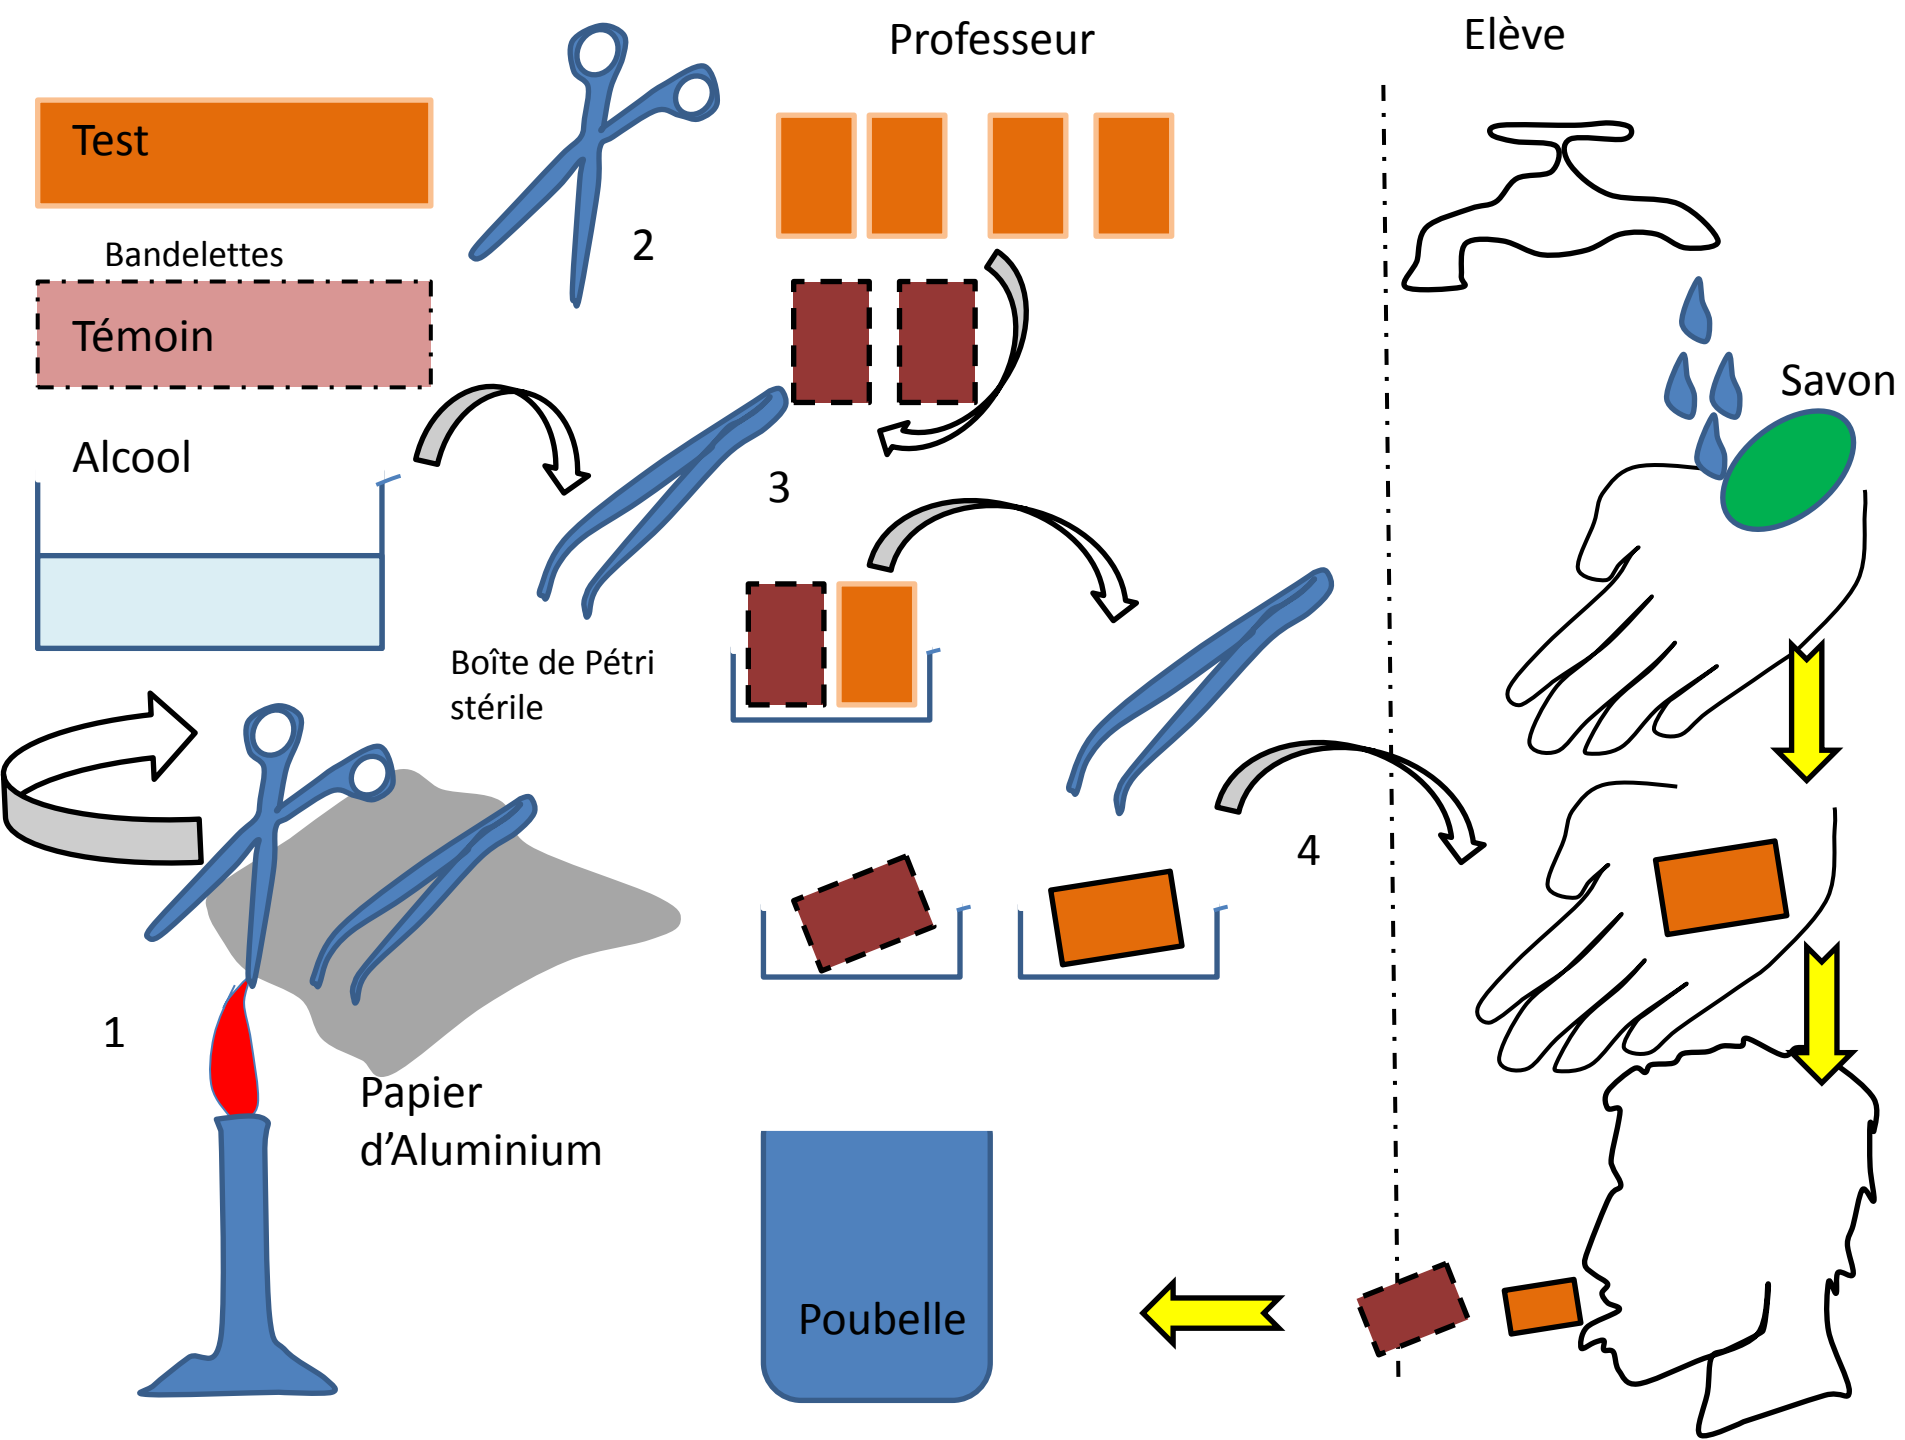 Professeur
Elève
Test
2
Bandelettes
Témoin
Savon
Alcool
3
Boîte de Pétri
stérile
4
1
Papier
d’Aluminium
Poubelle